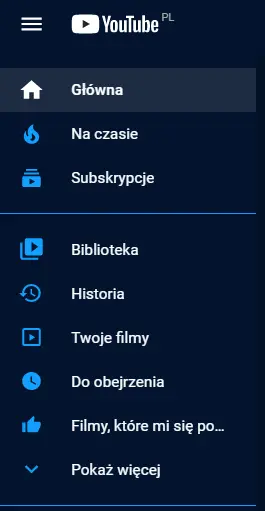 YouTube PL
Główna
Na czasie
Subskrypcje
Biblioteka
Historia
Twoje filmy
Do obejrzenia
Filmy, które mi się po...
Pokaż więcej